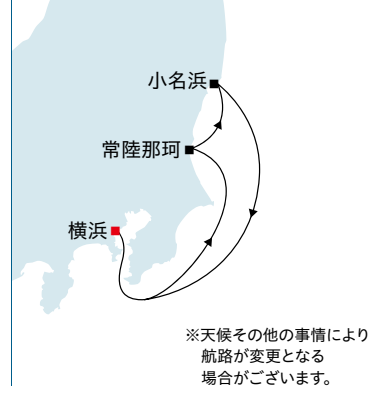 小名浜
常陸那珂
横浜
※天候その他の事情により
航路が変更となる
場合がございます。